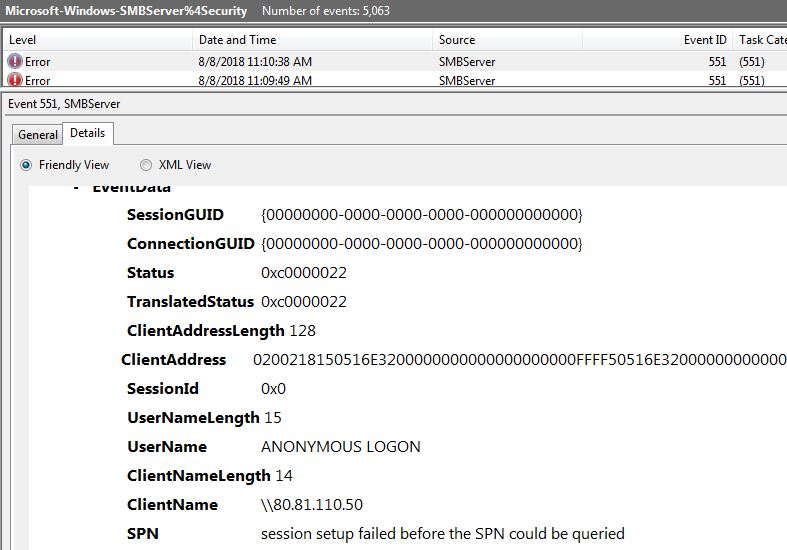 Microsoft-Windows-SMBServer%4Security Number of events: 5,063
Level Date and Time Source Event ID Task Cate
Error 8/8/2018 11:10:38 AM SMBServer 551 (551)
Error 8/8/2018 11:09:49 AM SMBServer 551 (551)
Event 551, SMBServer
General Details
Friendly View XML View
- EventData
SessionGUID {00000000-0000-0000-0000-000000000000}
ConnectionGUID {00000000-0000-0000-0000-000000000000}
Status 0xc0000022
TranslatedStatus 0xc0000022
ClientAddressLength 128
ClientAddress 0200218150516E320000000000000000000000FFFF50516E32000000000000
SessionId 0x0
UserNameLength 15
UserName ANONYMOUS LOGON
ClientNameLength 14
ClientName \\80.81.110.50
SPN session setup failed before the SPN could be queried